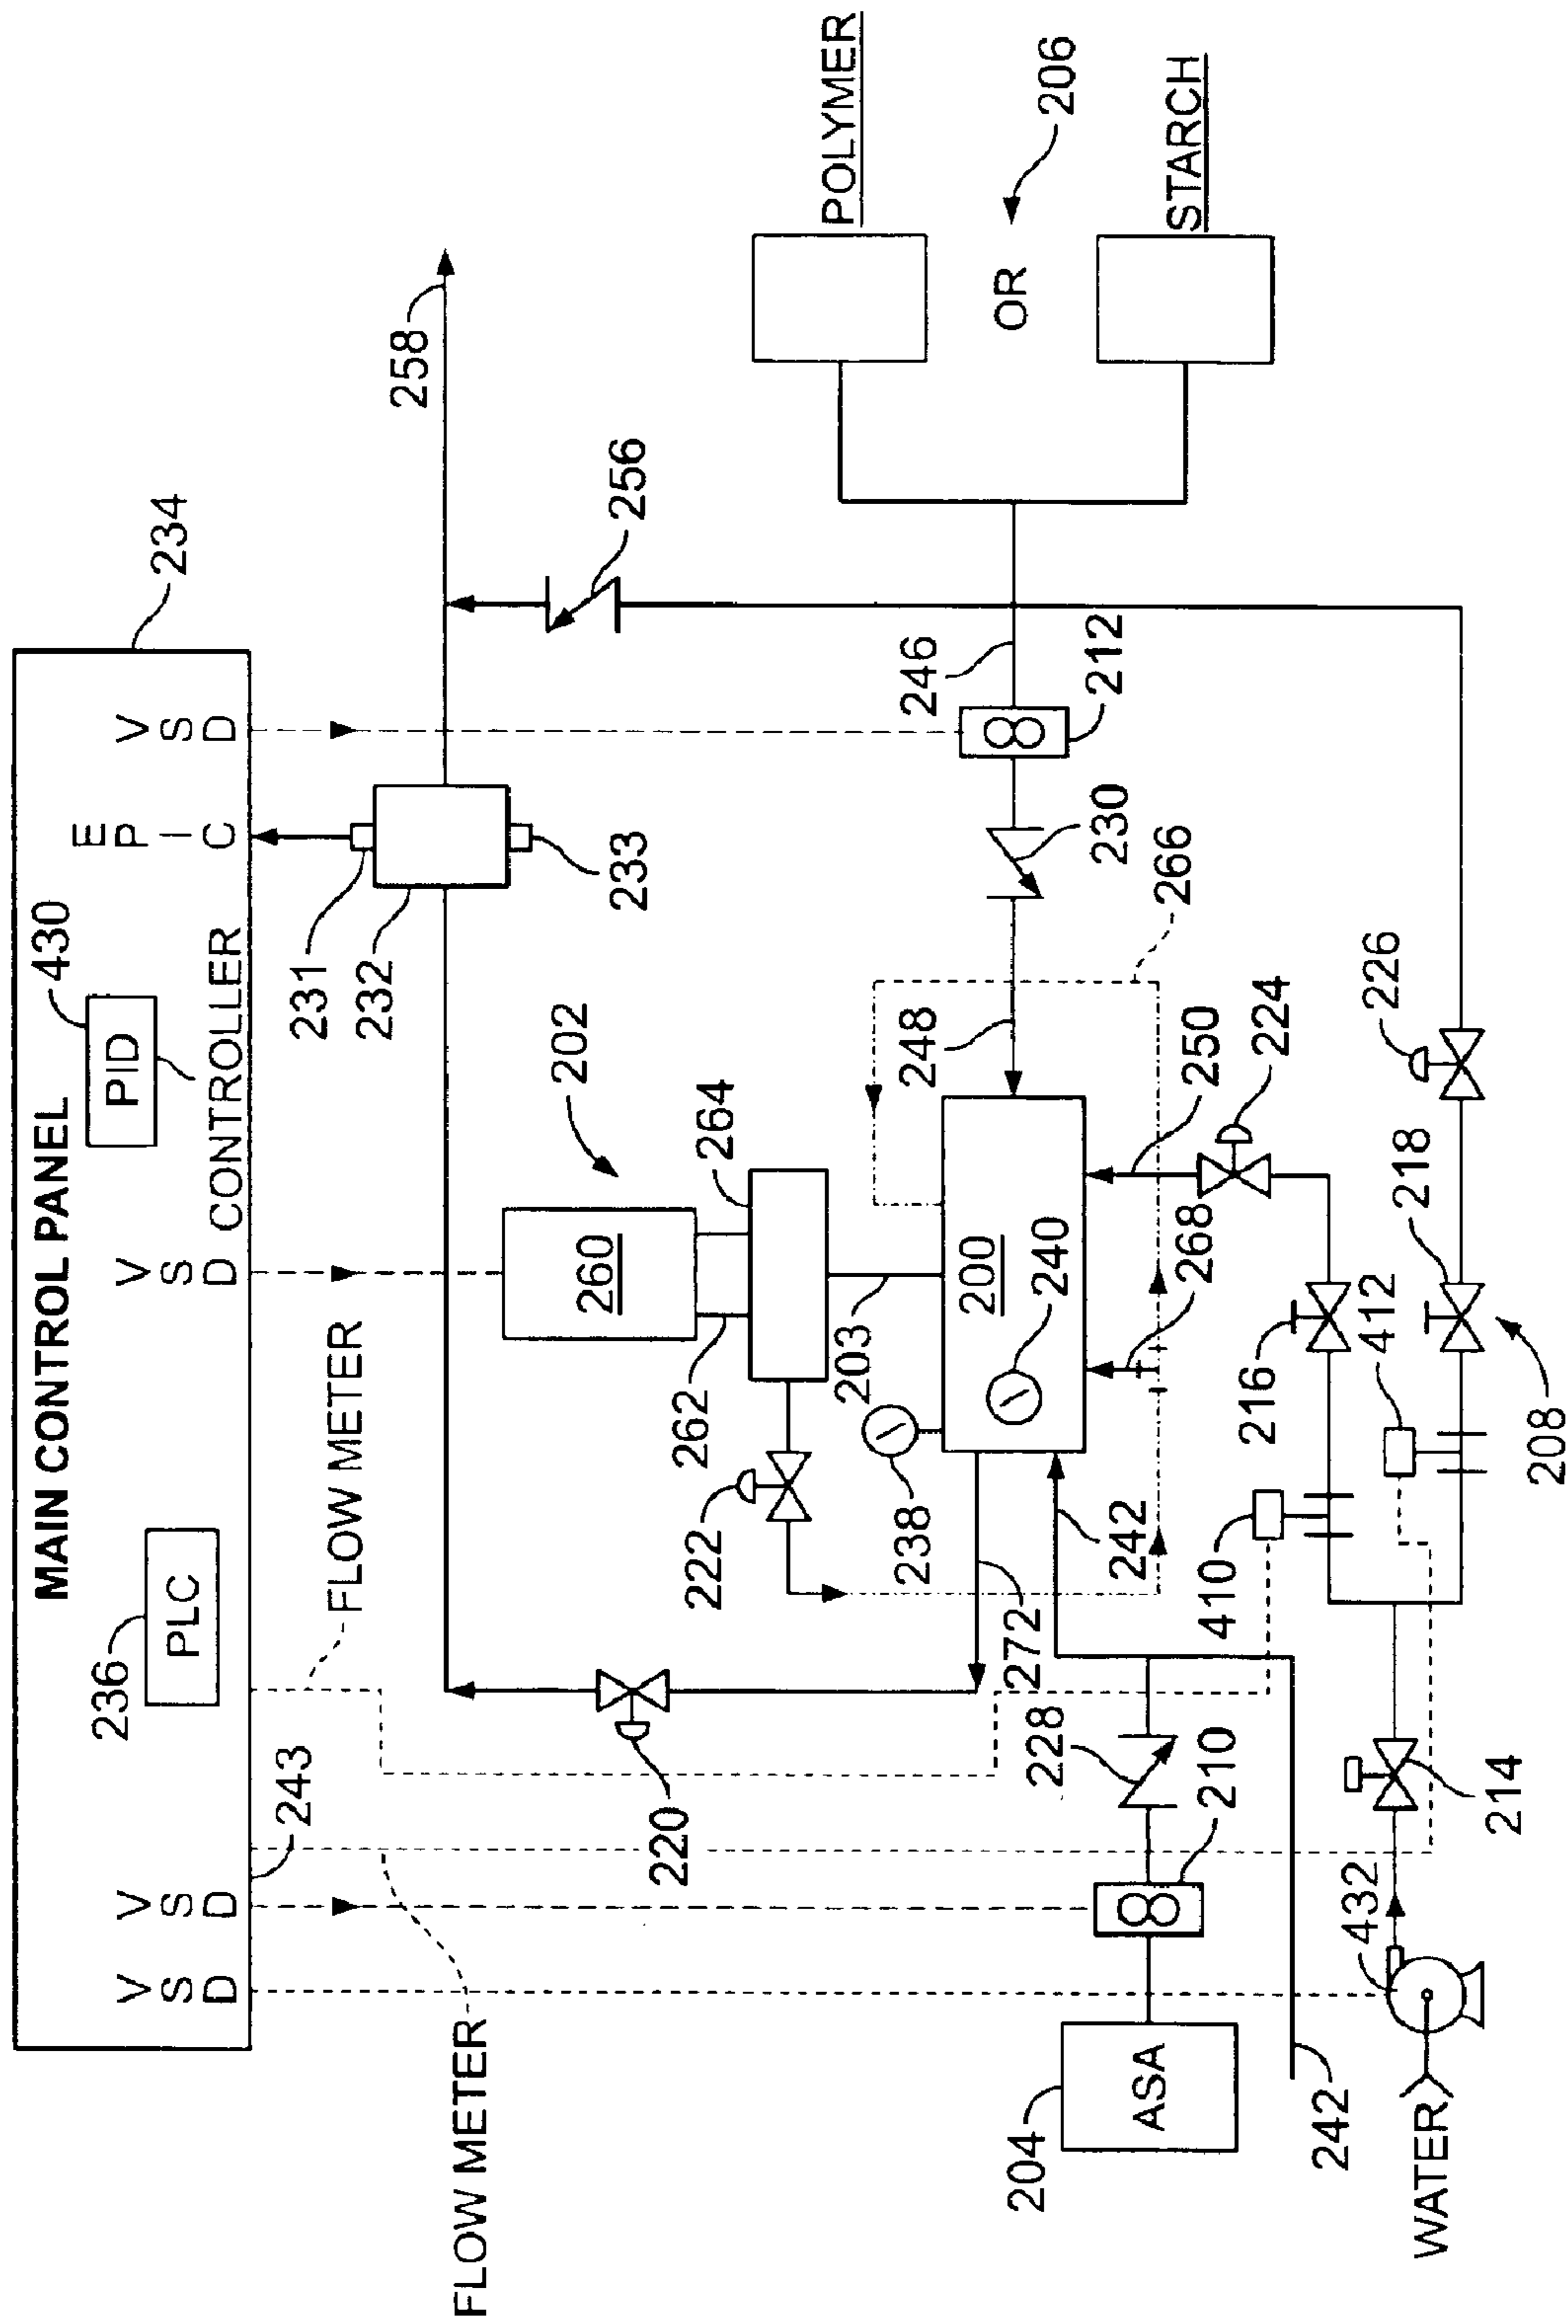 MAIN CONTROL PANEL
234
430
PID
CONTROLLER
236
PLC
243
VSD
VSD
VSD
EPIC
VSD
FLOW METER
FLOW METER
231
232
233
258
256
202
260
262
264
203
222
220
238
200
240
272
242
248
246
212
230
266
250
268
224
POLYMER
OR
206
STARCH
226
218
216
412
410
208
228
210
214
432
204
ASA
242
WATER